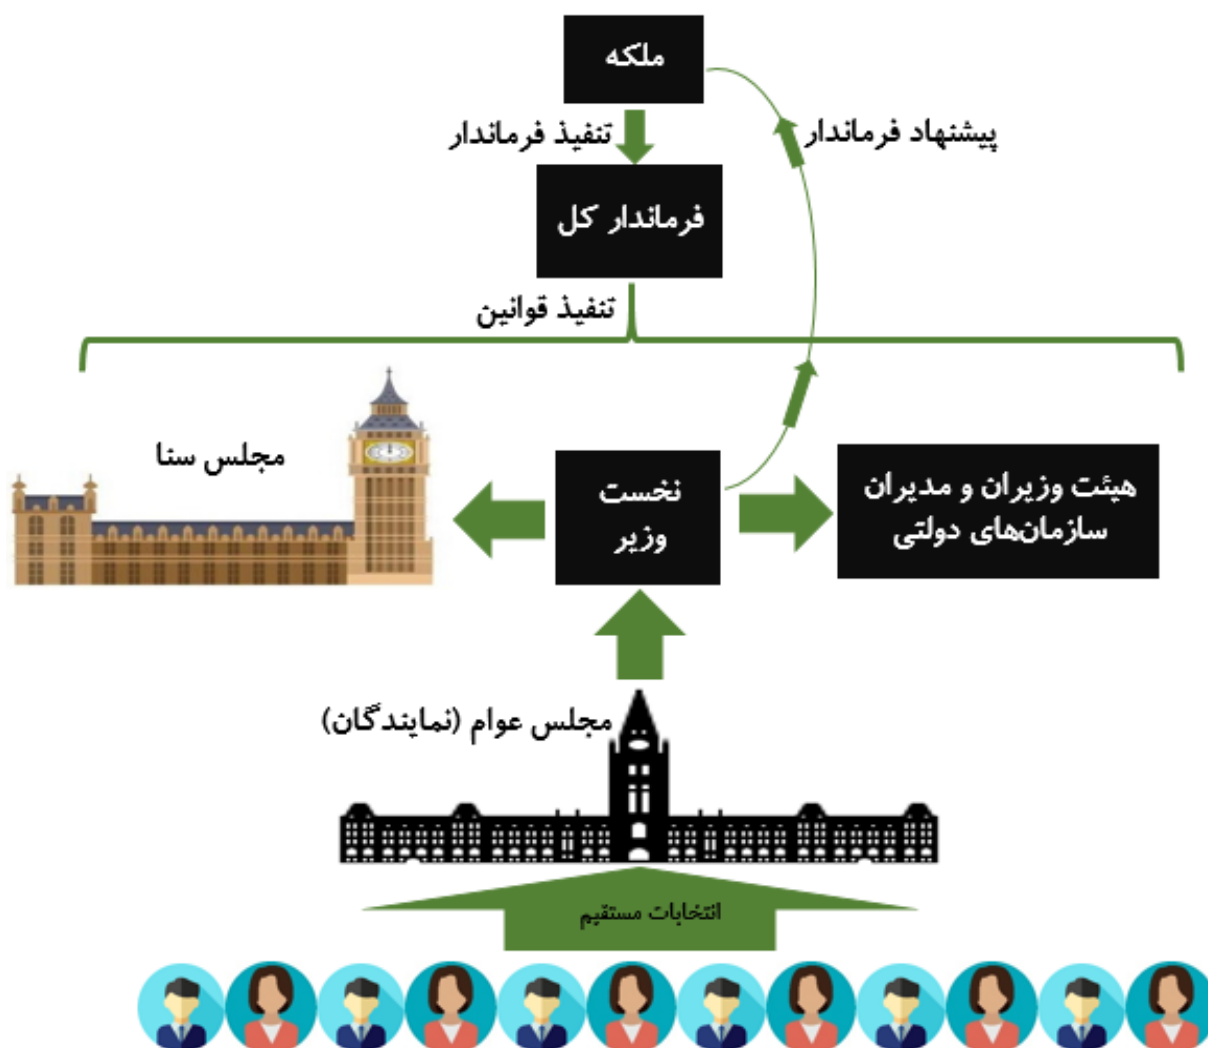 ملکه
تنفیذ فرماندار
پیشنهاد فرماندار
فرماندار کل
تنفیذ قوانین
مجلس سنا
نخست
وزیر
هیئت وزیران و مدیران
سازمان‌های دولتی
مجلس عوام (نمایندگان)
انتخابات مستقیم